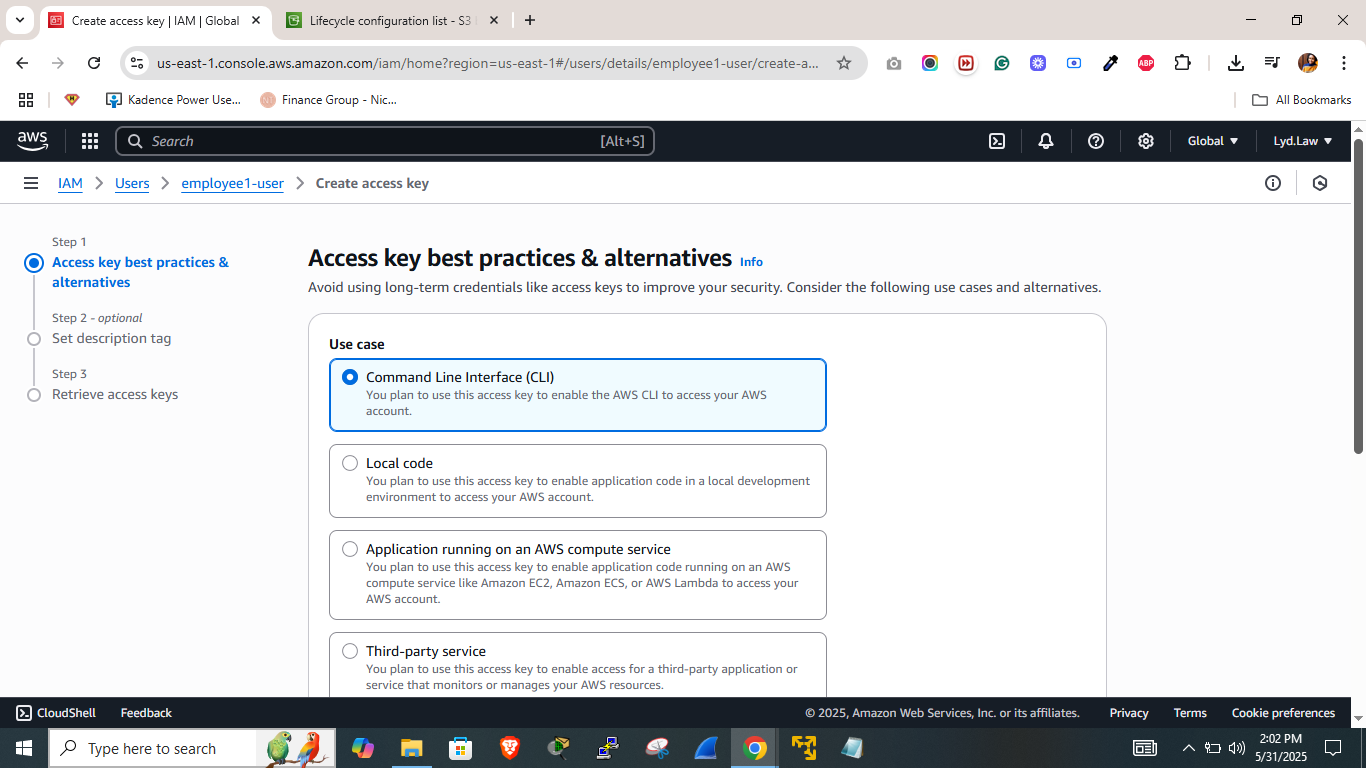 Create access key | IAM | Global
Lifecycle configuration list - S3
us-east-1.console.aws.amazon.com/iam/home?region=us-east-1#/users/details/employee1-user/create-a...
ABP
Kadence Power Use...
Finance Group - Nic...
All Bookmarks
aws
Search
[Alt+S]
Global
Lyd.Law
IAM
Users
employee1-user
Create access key
Step 1
Access key best practices &
alternatives
Step 2 - optional
Set description tag
Step 3
Retrieve access keys
Access key best practices & alternatives Info
Avoid using long-term credentials like access keys to improve your security. Consider the following use cases and alternatives.
Use case
Command Line Interface (CLI)
You plan to use this access key to enable the AWS CLI to access your AWS
account.
Local code
You plan to use this access key to enable application code in a local development
environment to access your AWS account.
Application running on an AWS compute service
You plan to use this access key to enable application code running on an AWS
compute service like Amazon EC2, Amazon ECS, or AWS Lambda to access your
AWS account.
Third-party service
You plan to use this access key to enable access for a third-party application or
service that monitors or manages your AWS resources.
CloudShell
Feedback
© 2025, Amazon Web Services, Inc. or its affiliates.
Privacy
Terms
Cookie preferences
Type here to search
2:02 PM
5/31/2025